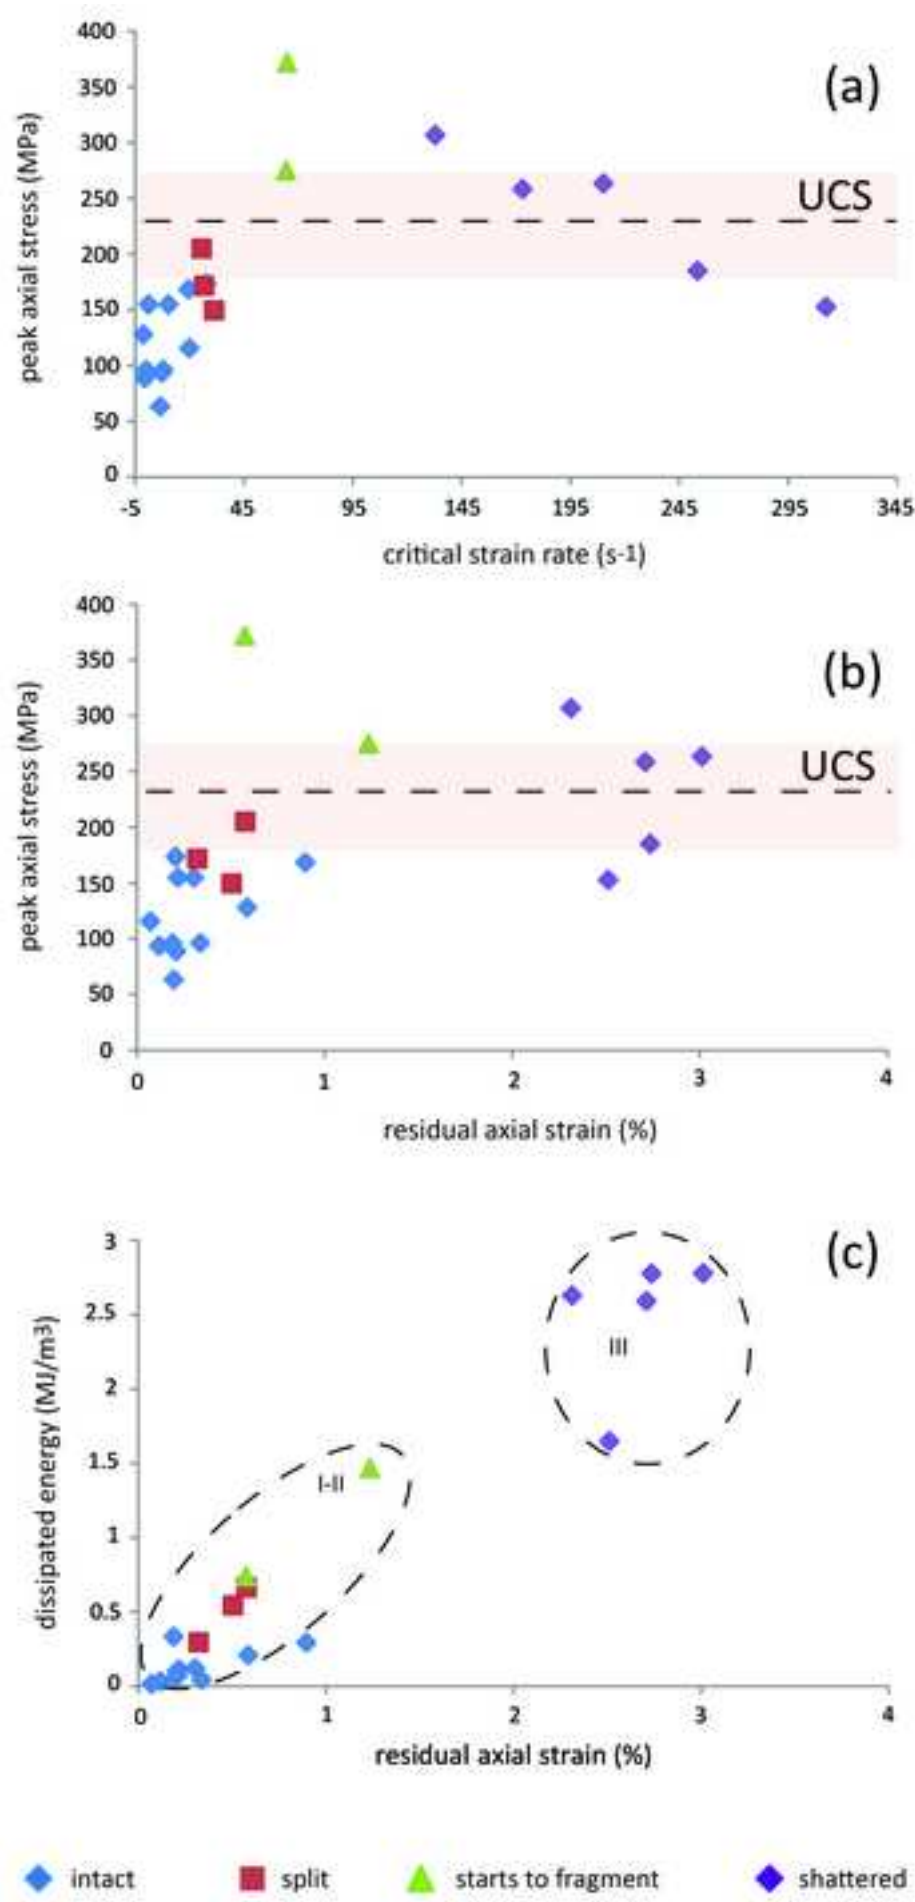 400
350
300
250
200
150
100
50
0
peak axial stress (MPa)
(a)
UCS
-5 45 95 145 195 245 295 345
critical strain rate (s-1)
400
350
300
250
200
150
100
50
0
peak axial stress (MPa)
(b)
UCS
0 1 2 3 4
residual axial strain (%)
3
2.5
2
1.5
1
0.5
0
dissipated energy (MJ/m3)
(c)
III
I-II
0 1 2 3 4
residual axial strain (%)
intact split starts to fragment shattered